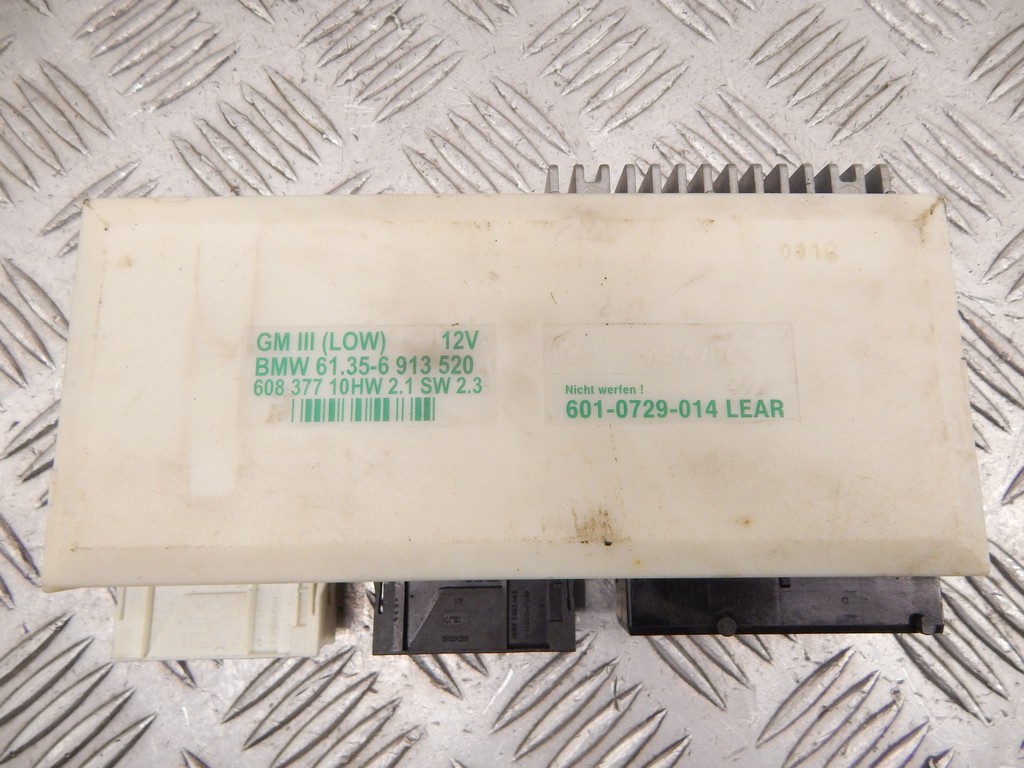 GM III (LOW) 12V
BMW 61.35-6 913 520
608 377 10HW 2.1 SW 2.3
Nicht werfen !
601-0729-014 LEAR